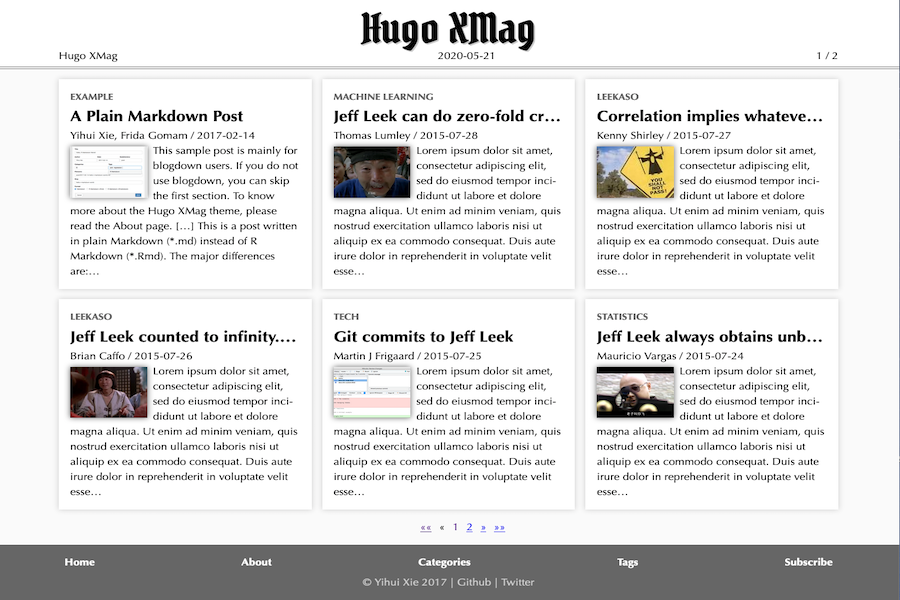 Hugo XMag
Hugo XMag 2020-05-21 1 / 2
EXAMPLE
A Plain Markdown Post
Yihui Xie, Frida Gomam / 2017-02-14
This sample post is mainly for
blogdown users. If you do not
use blogdown, you can skip
the first section. To know
more about the Hugo XMag theme, please
read the About page. […] This is a post written
in plain Markdown (*.md) instead of R
Markdown (*.Rmd). The major differences
are:…
MACHINE LEARNING
Jeff Leek can do zero-fold cr…
Thomas Lumley / 2015-07-28
Lorem ipsum dolor sit amet,
consectetur adipiscing elit,
sed do eiusmod tempor inci-
didunt ut labore et dolore
magna aliqua. Ut enim ad minim veniam, quis
nostrud exercitation ullamco laboris nisi ut
aliquip ex ea commodo consequat. Duis aute
irure dolor in reprehenderit in voluptate velit
esse…
LEEKASO
Correlation implies whateve…
Kenny Shirley / 2015-07-27
YOU
SHALL
NOT
PASS!
Lorem ipsum dolor sit amet,
consectetur adipiscing elit,
sed do eiusmod tempor inci-
didunt ut labore et dolore
magna aliqua. Ut enim ad minim veniam, quis
nostrud exercitation ullamco laboris nisi ut
aliquip ex ea commodo consequat. Duis aute
irure dolor in reprehenderit in voluptate velit
esse…
LEEKASO
Jeff Leek counted to infinity.…
Brian Caffo / 2015-07-26
Lorem ipsum dolor sit amet,
consectetur adipiscing elit,
sed do eiusmod tempor inci-
didunt ut labore et dolore
magna aliqua. Ut enim ad minim veniam, quis
nostrud exercitation ullamco laboris nisi ut
aliquip ex ea commodo consequat. Duis aute
irure dolor in reprehenderit in voluptate velit
esse…
TECH
Git commits to Jeff Leek
Martin J Frigaard / 2015-07-25
Lorem ipsum dolor sit amet,
consectetur adipiscing elit,
sed do eiusmod tempor inci-
didunt ut labore et dolore
magna aliqua. Ut enim ad minim veniam, quis
nostrud exercitation ullamco laboris nisi ut
aliquip ex ea commodo consequat. Duis aute
irure dolor in reprehenderit in voluptate velit
esse…
STATISTICS
Jeff Leek always obtains unb…
Mauricio Vargas / 2015-07-24
Lorem ipsum dolor sit amet,
consectetur adipiscing elit,
sed do eiusmod tempor inci-
didunt ut labore et dolore
magna aliqua. Ut enim ad minim veniam, quis
nostrud exercitation ullamco laboris nisi ut
aliquip ex ea commodo consequat. Duis aute
irure dolor in reprehenderit in voluptate velit
esse…
«« « 1 2 » »»
Home About Categories Tags Subscribe
© Yihui Xie 2017 | Github | Twitter